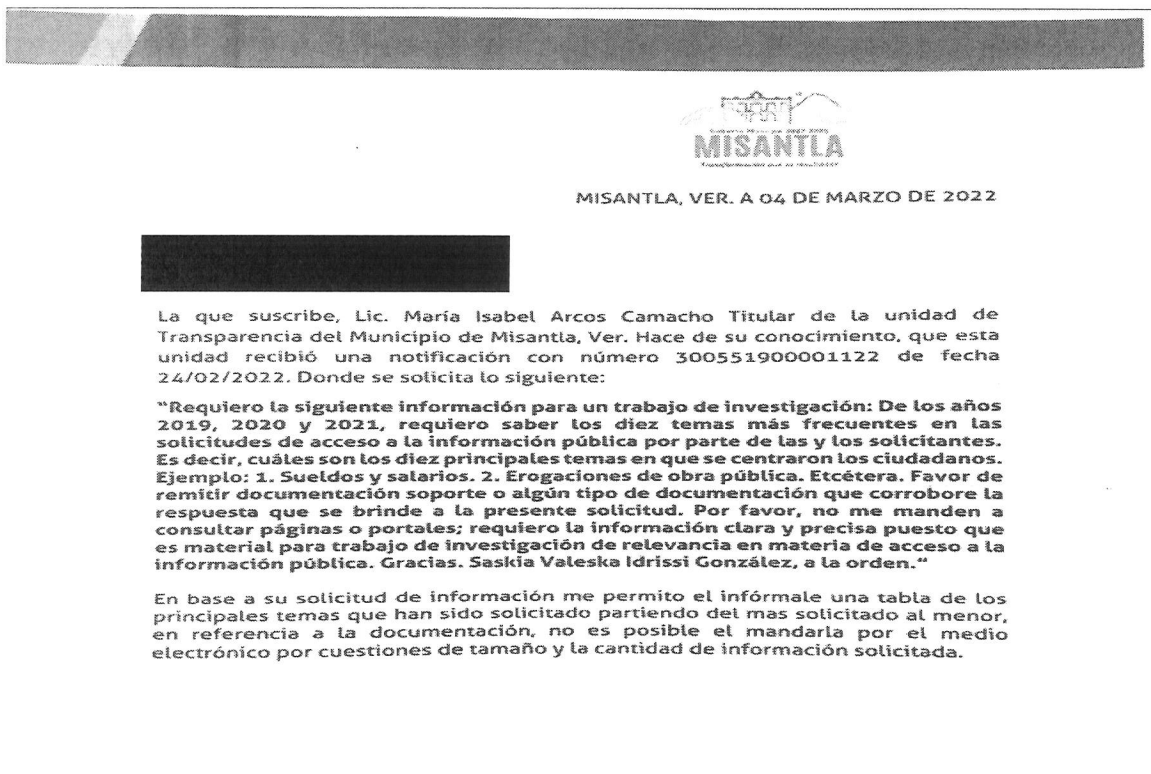 MISANTLA
MISANTLA, VER. A 04 DE MARZO DE 2022
La que suscribe, Lic. María Isabel Arcos Camacho Titular de la unidad de
Transparencia del Municipio de Misantla, Ver. Hace de su conocimiento, que esta
unidad recibió una notificación con número 300551900001122 de fecha
24/02/2022. Donde se solicita lo siguiente:
"Requiero la siguiente información para un trabajo de investigación: De los años
2019, 2020 y 2021, requiero saber los diez temas más frecuentes en las
solicitudes de acceso a la información pública por parte de las y los solicitantes.
Es decir, cuáles son los diez principales temas en que se centraron los ciudadanos.
Ejemplo: 1. Sueldos y salarios. 2. Erogaciones de obra pública. Etcétera. Favor de
remitir documentación soporte o algún tipo de documentación que corrobore la
respuesta que se brinde a la presente solicitud. Por favor, no me manden a
consultar páginas o portales; requiero la información clara y precisa puesto que
es material para trabajo de investigación de relevancia en materia de acceso a la
información pública. Gracias. Saskia Valeska Idrissi González, a la orden."
En base a su solicitud de información me permito el infórmale una tabla de los
principales temas que han sido solicitado partiendo del mas solicitado al menor,
en referencia a la documentación, no es posible el mandarla por el medio
electrónico por cuestiones de tamaño y la cantidad de información solicitada.